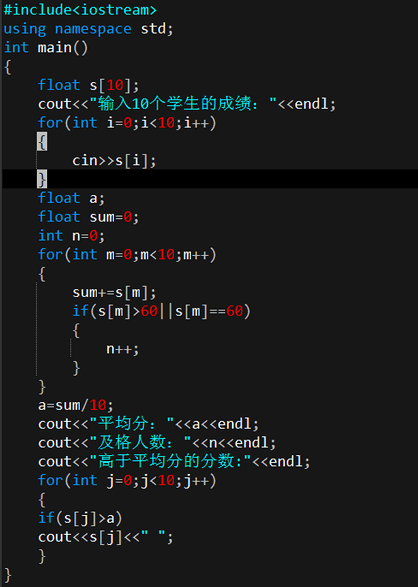 #include<iostream>
using namespace std;
int main()
{
    float s[10];
    cout<<"输入10个学生的成绩："<<endl;
    for(int i=0;i<10;i++)
    {
        cin>>s[i];
    }
    float a;
    float sum=0;
    int n=0;
    for(int m=0;m<10;m++)
    {
        sum+=s[m];
        if(s[m]>60||s[m]==60)
        {
            n++;
        }
    }
    a=sum/10;
    cout<<"平均分："<<a<<endl;
    cout<<"及格人数："<<n<<endl;
    cout<<"高于平均分的分数:"<<endl;
    for(int j=0;j<10;j++)
    {
    if(s[j]>a)
    cout<<s[j]<<" ";
    }
}